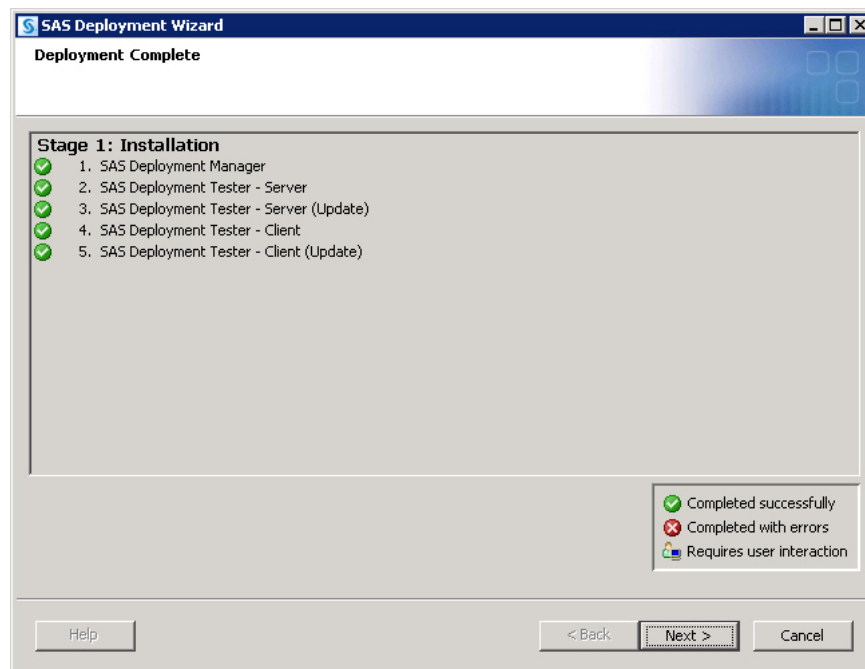 SAS Deployment Wizard
Deployment Complete
Stage 1: Installation
1. SAS Deployment Manager
2. SAS Deployment Tester - Server
3. SAS Deployment Tester - Server (Update)
4. SAS Deployment Tester - Client
5. SAS Deployment Tester - Client (Update)
Completed successfully
Completed with errors
Requires user interaction
Help
< Back
Next >
Cancel